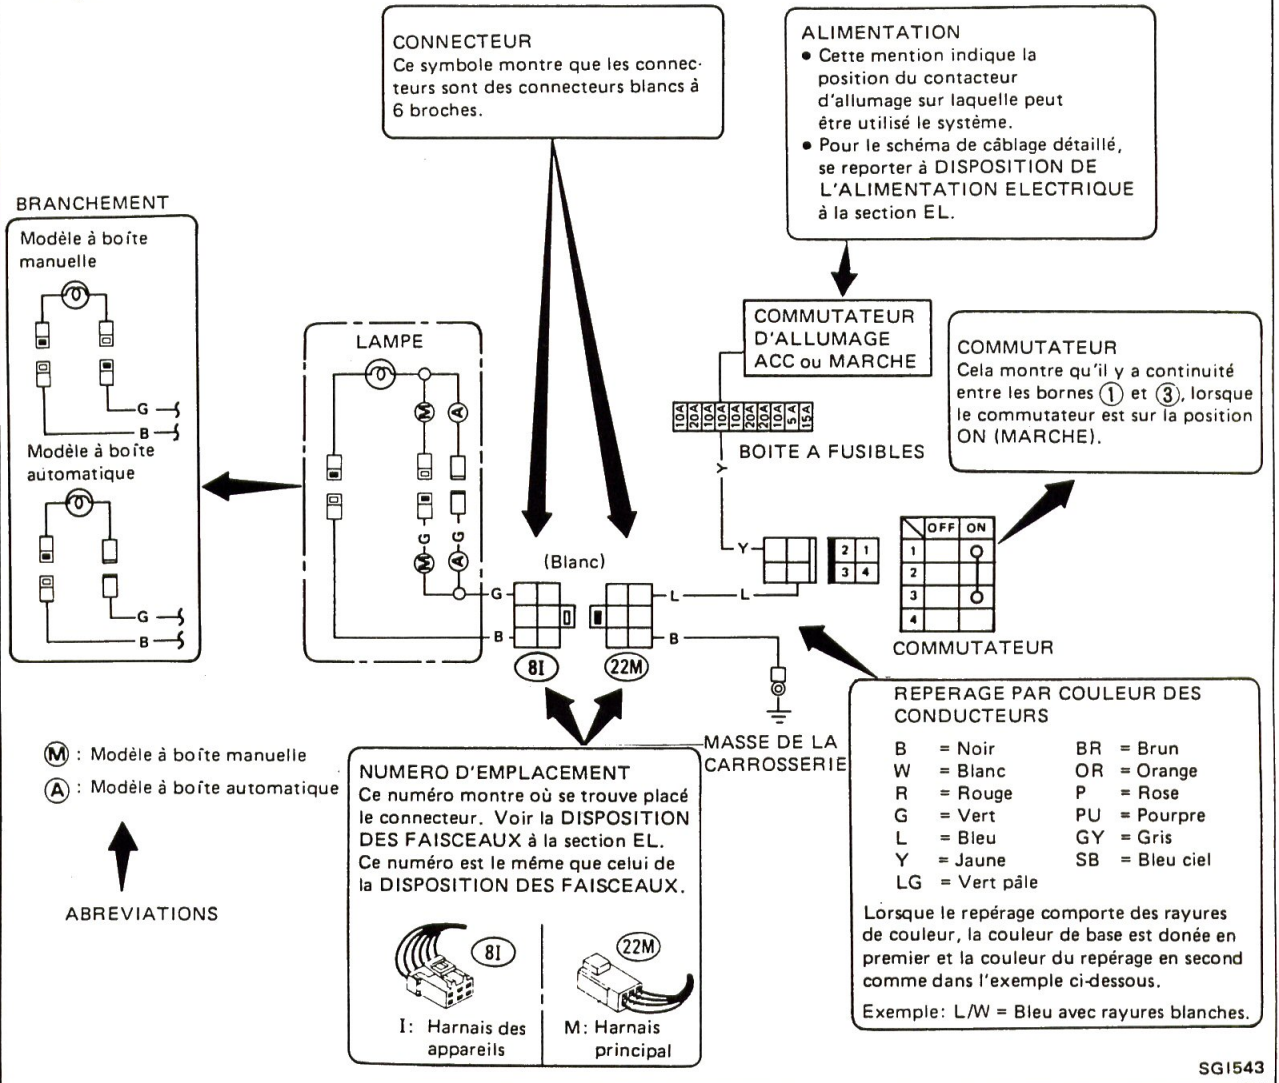 CONNECTEUR
Ce symbole montre que les connec-
teurs sont des connecteurs blancs à
6 broches.
ALIMENTATION
• Cette mention indique la
position du contacteur
d'allumage sur laquelle peut
être utilisé le système.
• Pour le schéma de câblage détaillé,
se reporter à DISPOSITION DE
L'ALIMENTATION ELECTRIQUE
à la section EL.
BRANCHEMENT
Modèle à boîte
manuelle
G
B
Modèle à boîte
automatique
G
B
LAMPE
M A
G G
M A
G
B
(Blanc)
8I
22M
L L
B
COMMUTATEUR
D'ALLUMAGE
ACC ou MARCHE
10A 20A 10A 10A 10A 20A 20A 10A 5A 15A
BOITE A FUSIBLES
Y
Y
2 1
3 4
COMMUTATEUR
Cela montre qu'il y a continuité
entre les bornes ① et ③, lorsque
le commutateur est sur la position
ON (MARCHE).
OFF ON
1
2
3
4
COMMUTATEUR
MASSE DE LA
CARROSSERIE
M : Modèle à boîte manuelle
A : Modèle à boîte automatique
ABREVIATIONS
NUMERO D'EMPLACEMENT
Ce numéro montre où se trouve placé
le connecteur. Voir la DISPOSITION
DES FAISCEAUX à la section EL.
Ce numéro est le méme que celui de
la DISPOSITION DES FAISCEAUX.
8I
I: Harnais des
appareils
22M
M: Harnais
principal
REPERAGE PAR COULEUR DES
CONDUCTEURS
B = Noir BR = Brun
W = Blanc OR = Orange
R = Rouge P = Rose
G = Vert PU = Pourpre
L = Bleu GY = Gris
Y = Jaune SB = Bleu ciel
LG = Vert pâle
Lorsque le repérage comporte des rayures
de couleur, la couleur de base est donée en
premier et la couleur du repérage en second
comme dans l'exemple ci-dessous.
Exemple: L/W = Bleu avec rayures blanches.
SGI543